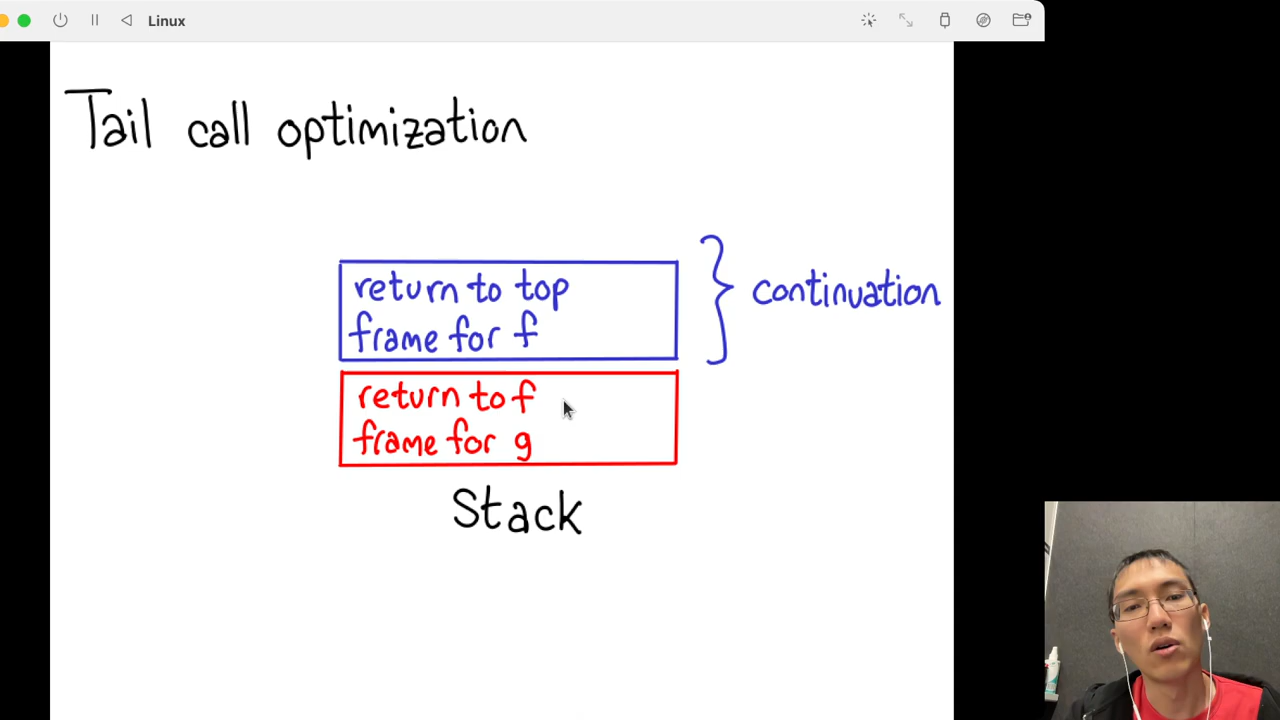 Linux
Tail call optimization
return to top
frame for f
continuation
return to f
frame for g
Stack